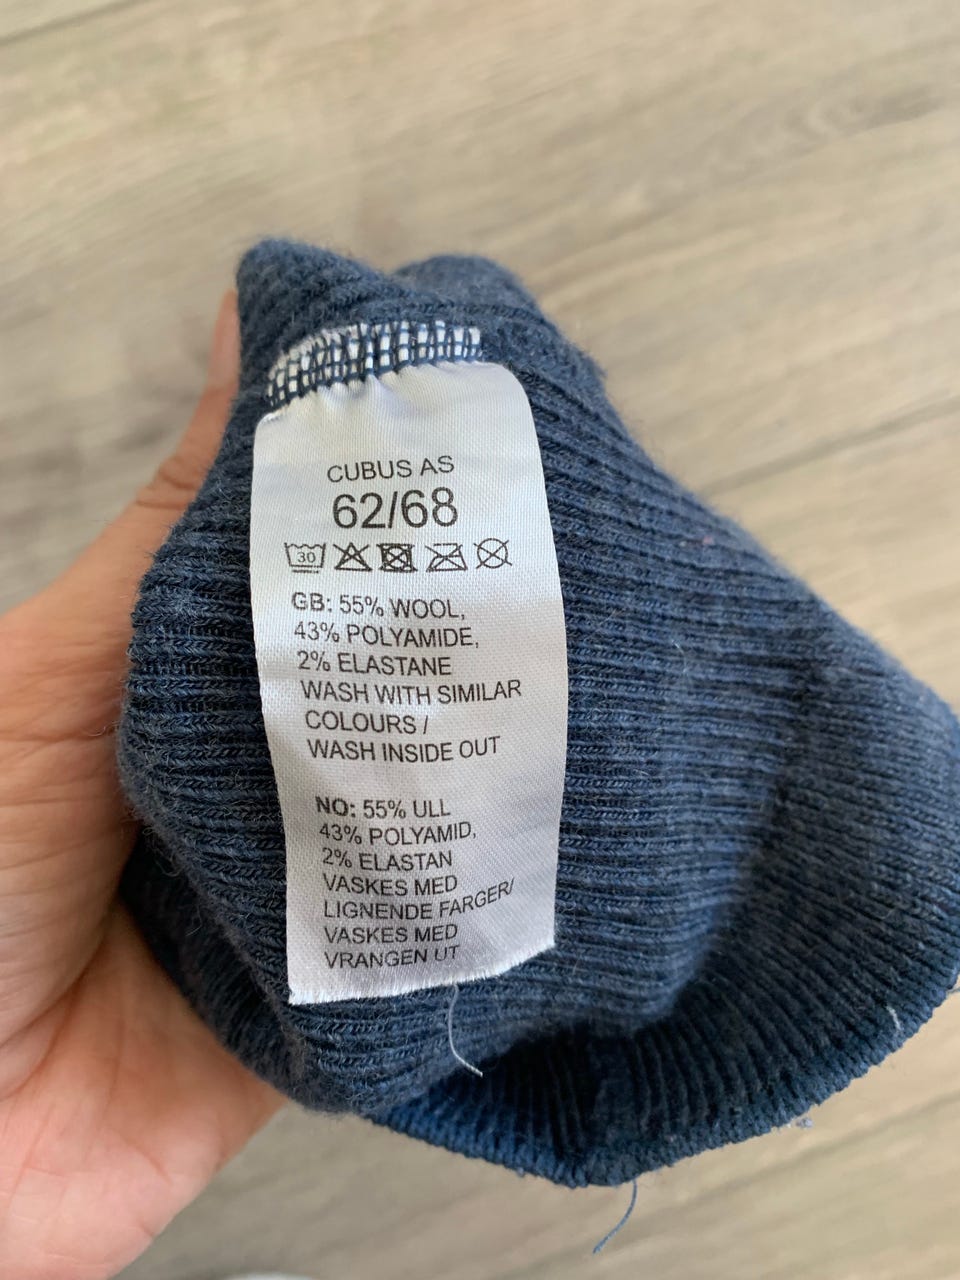 CUBUS AS
62/68
30
GB: 55% WOOL,
43% POLYAMIDE,
2% ELASTANE
WASH WITH SIMILAR
COLOURS /
WASH INSIDE OUT
NO: 55% ULL
43% POLYAMID,
2% ELASTAN
VASKES MED
LIGNENDE FARGER/
VASKES MED
VRANGEN UT